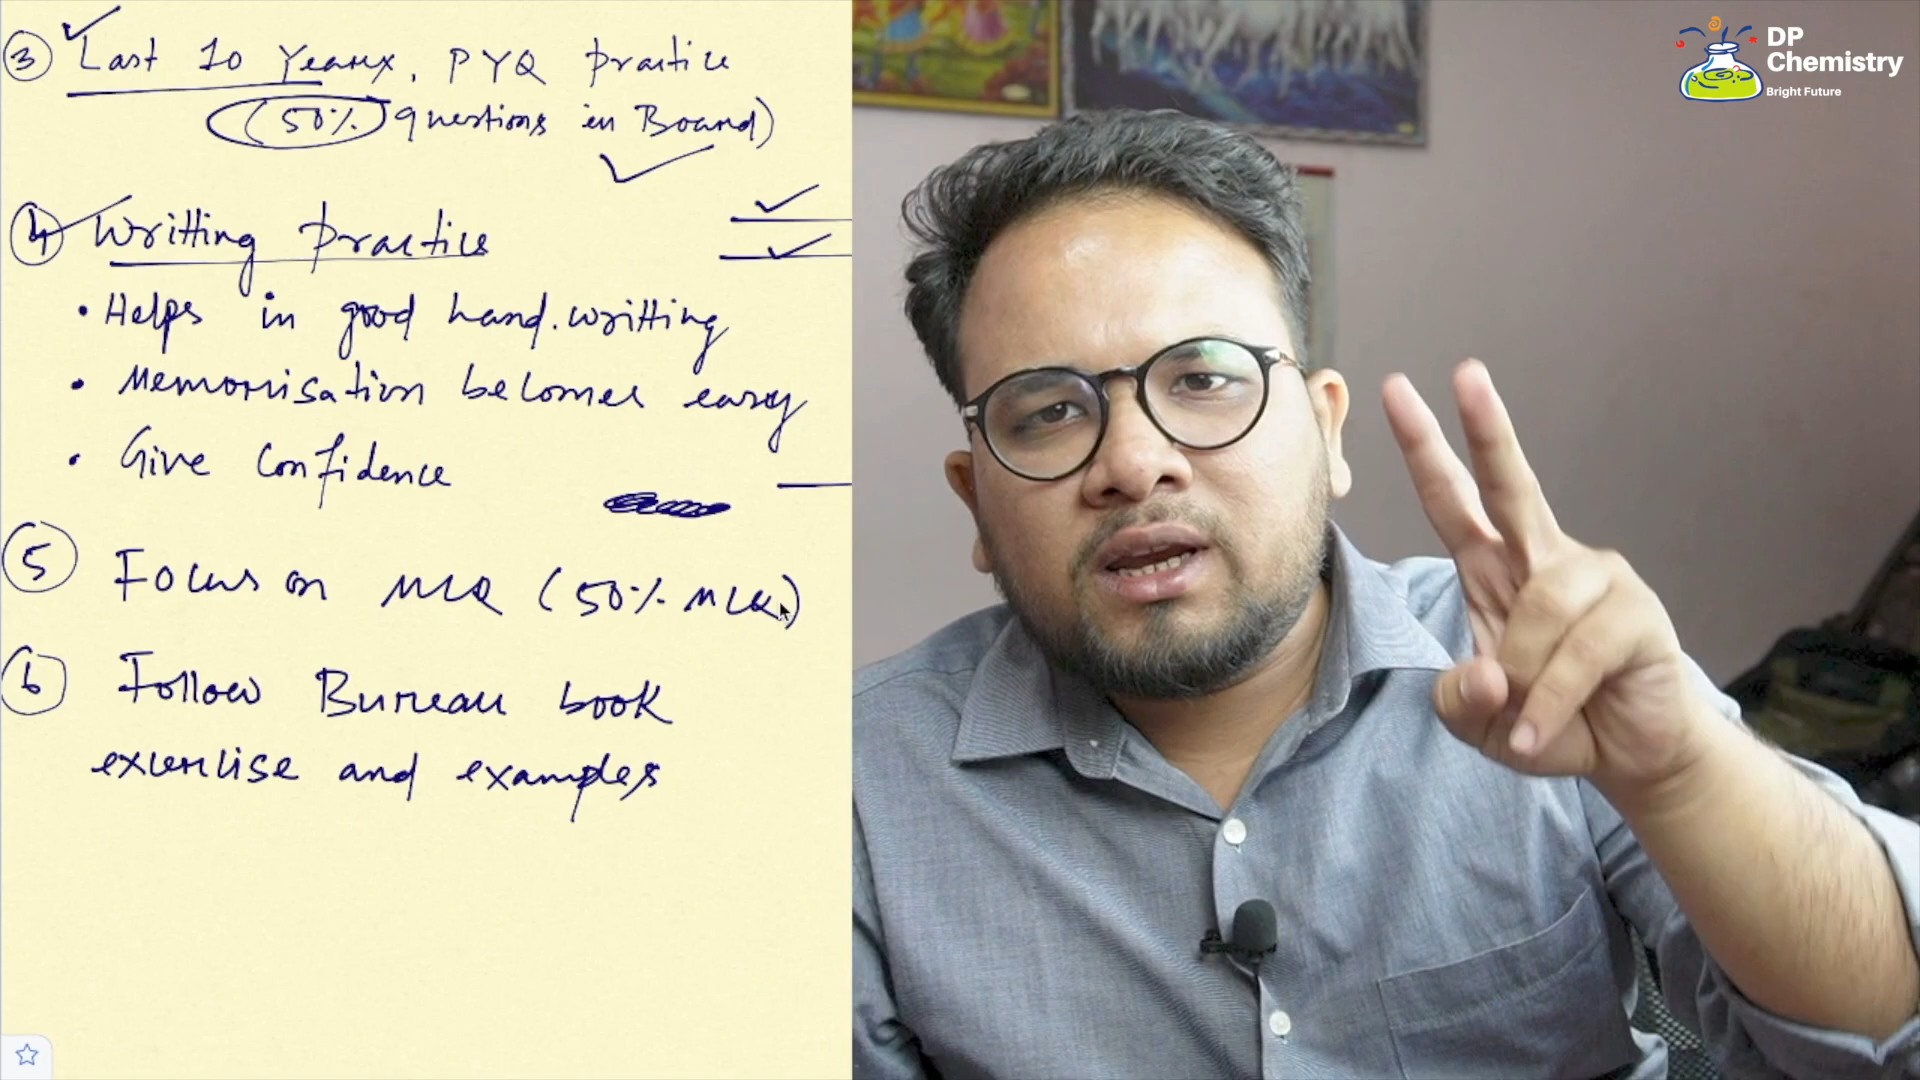 ③ Last 10 Years, PYQ Practice
(50% questions in Board)
④ Writting Practice
• Helps in good hand.writting
• Memorisation becomes easy
• Give Confidence
⑤ Focus on MCQ (50% MCQ)
⑥ Follow Bureau book
exercise and examples
DP
Chemistry
Bright Future